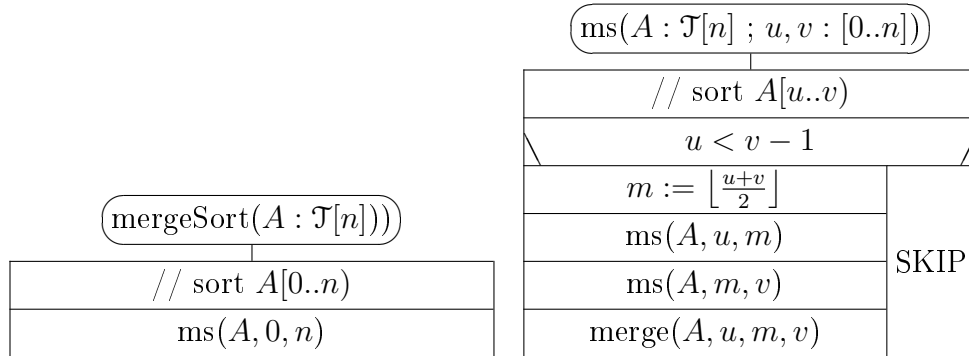 mergeSort(A : 𝒯[n]))
// sort A[0..n)
ms(A, 0, n)
ms(A : 𝒯[n] ; u, v : [0..n])
// sort A[u..v)
u < v − 1
m := ⌊(u+v)/2⌋
ms(A, u, m)
ms(A, m, v)
merge(A, u, m, v)
SKIP